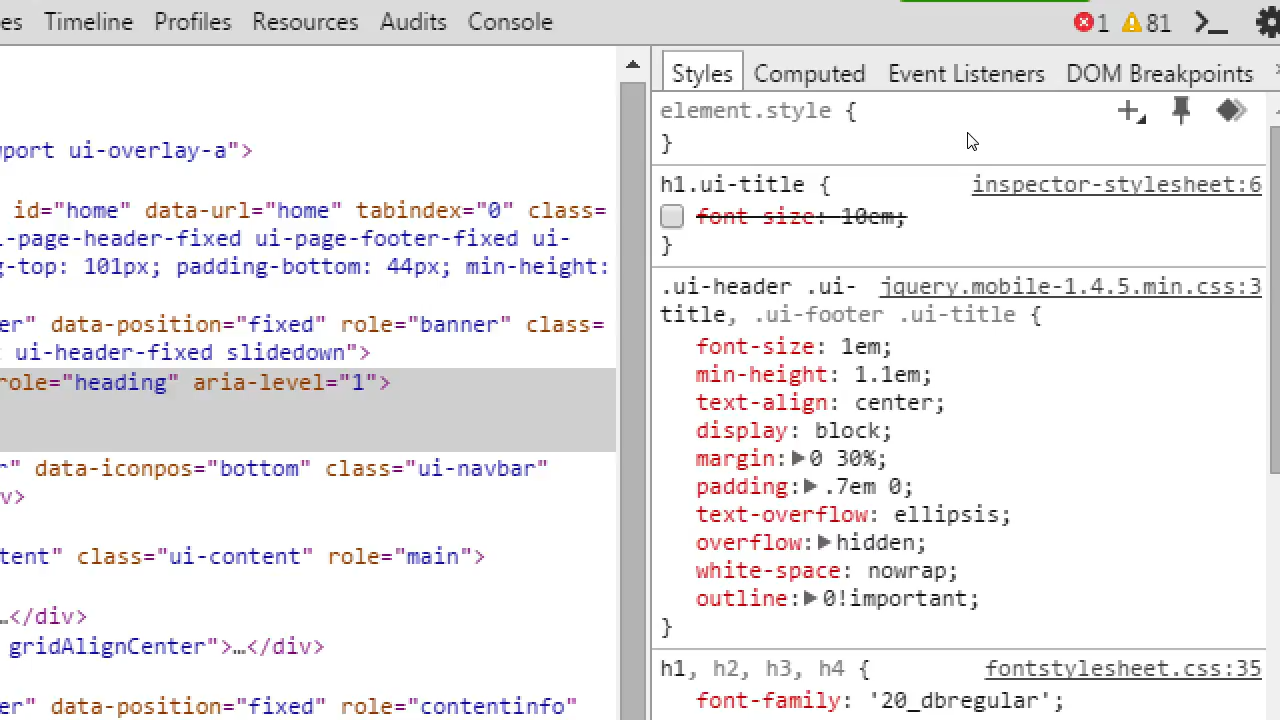 es Timeline Profiles Resources Audits Console 1 81
Styles Computed Event Listeners DOM Breakpoints
wport ui-overlay-a">
id="home" data-url="home" tabindex="0" class=
i-page-header-fixed ui-page-footer-fixed ui-
g-top: 101px; padding-bottom: 44px; min-height:
er" data-position="fixed" role="banner" class=
ui-header-fixed slidedown">
role="heading" aria-level="1">
r" data-iconpos="bottom" class="ui-navbar"
v>
tent" class="ui-content" role="main">
…</div>
gridAlignCenter">…</div>
er" data-position="fixed" role="contentinfo"
element.style {
}
h1.ui-title { inspector-stylesheet:6
font-size: 10em;
}
.ui-header .ui- jquery.mobile-1.4.5.min.css:3
title, .ui-footer .ui-title {
font-size: 1em;
min-height: 1.1em;
text-align: center;
display: block;
margin: 0 30%;
padding: .7em 0;
text-overflow: ellipsis;
overflow: hidden;
white-space: nowrap;
outline: 0!important;
}
h1, h2, h3, h4 { fontstylesheet.css:35
font-family: '20_dbregular';